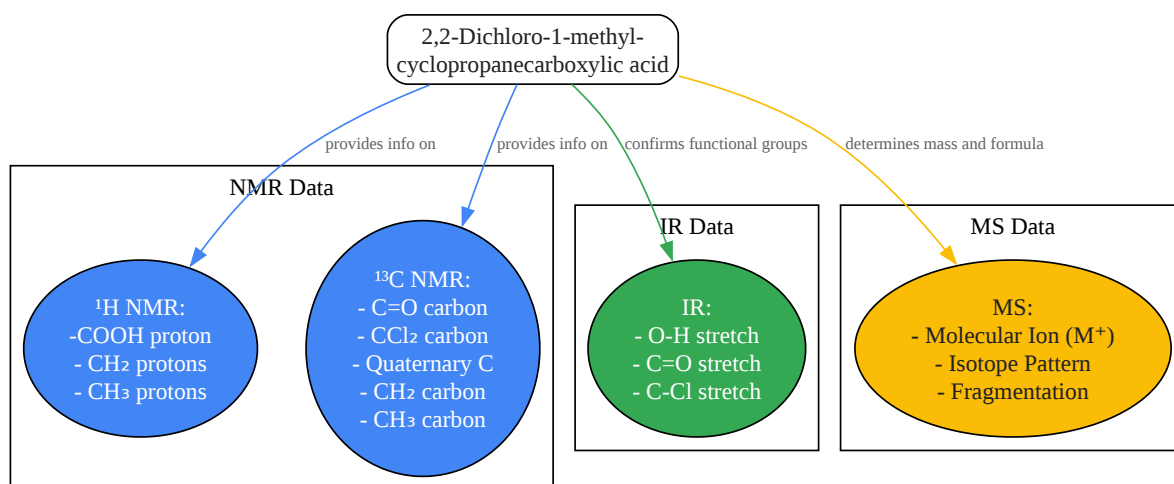 2,2-Dichloro-1-methyl-
cyclopropanecarboxylic acid
provides info on
provides info on
confirms functional groups
determines mass and formula
NMR Data
¹H NMR:
-COOH proton
- CH₂ protons
- CH₃ protons
¹³C NMR:
- C=O carbon
- CCl₂ carbon
- Quaternary C
- CH₂ carbon
- CH₃ carbon
IR Data
IR:
- O-H stretch
- C=O stretch
- C-Cl stretch
MS Data
MS:
- Molecular Ion (M⁺)
- Isotope Pattern
- Fragmentation